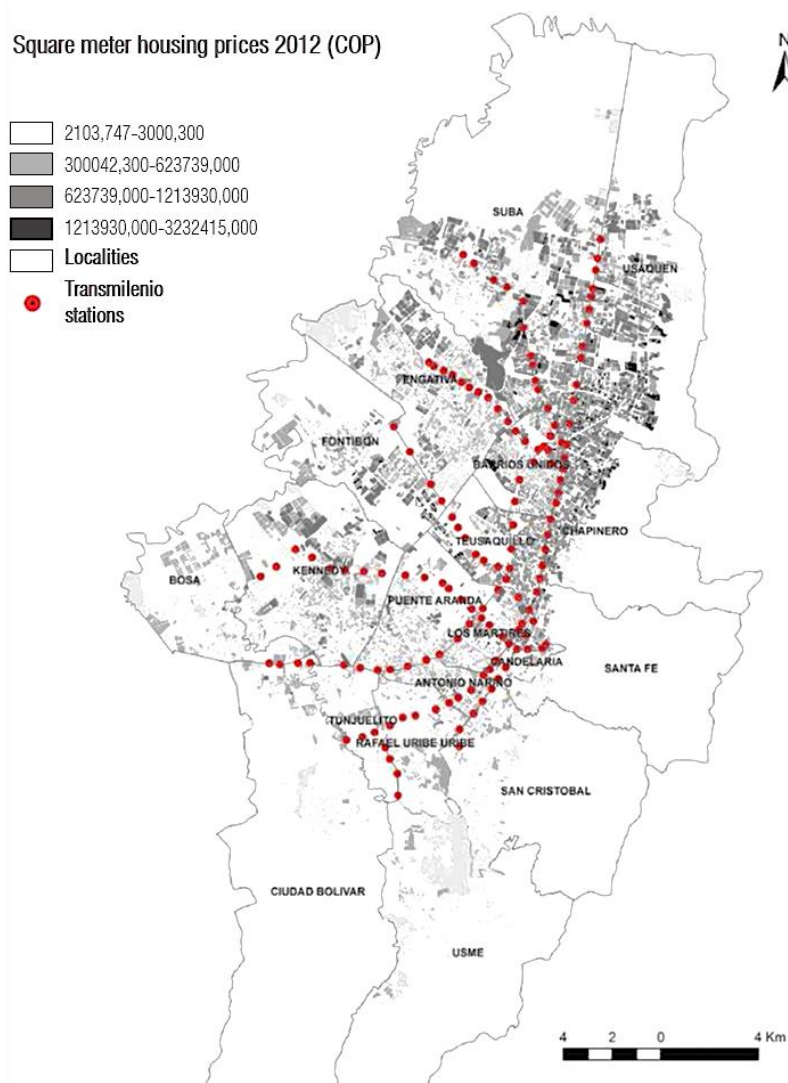 Square meter housing prices 2012 (COP)
N
2103,747-3000,300
300042,300-623739,000
623739,000-1213930,000
1213930,000-3232415,000
Localities
Transmilenio
stations
SUBA
USAQUEN
ENGATIVA
FONTIBON
BARRIOS UNIDOS
CHAPINERO
TEUSAQUILLO
BOSA
KENNEDY
PUENTE ARANDA
LOS MARTIRES
CANDELARIA
SANTA FE
ANTONIO NARIÑO
TUNJUELITO
RAFAEL URIBE URIBE
SAN CRISTOBAL
CIUDAD BOLIVAR
USME
4 2 0 4 Km